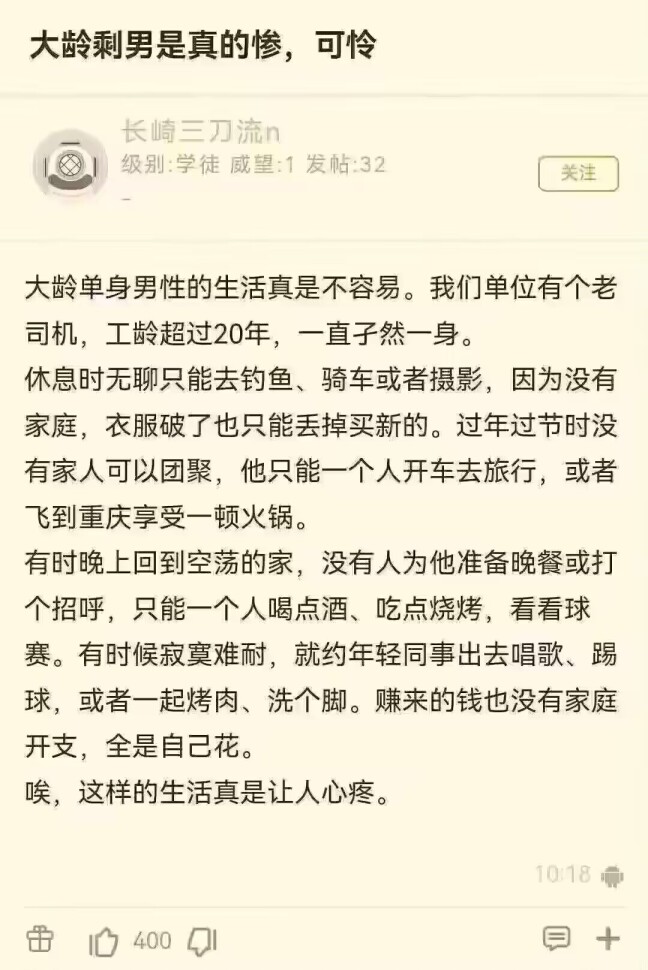 大龄剩男是真的惨，可怜
长崎三刀流n
级别:学徒 威望:1 发帖:32
-
关注
大龄单身男性的生活真是不容易。我们单位有个老
司机，工龄超过20年，一直孑然一身。
休息时无聊只能去钓鱼、骑车或者摄影，因为没有
家庭，衣服破了也只能丢掉买新的。过年过节时没
有家人可以团聚，他只能一个人开车去旅行，或者
飞到重庆享受一顿火锅。
有时晚上回到空荡的家，没有人为他准备晚餐或打
个招呼，只能一个人喝点酒、吃点烧烤，看看球
赛。有时候寂寞难耐，就约年轻同事出去唱歌、踢
球，或者一起烤肉、洗个脚。赚来的钱也没有家庭
开支，全是自己花。
唉，这样的生活真是让人心疼。
10:18
400